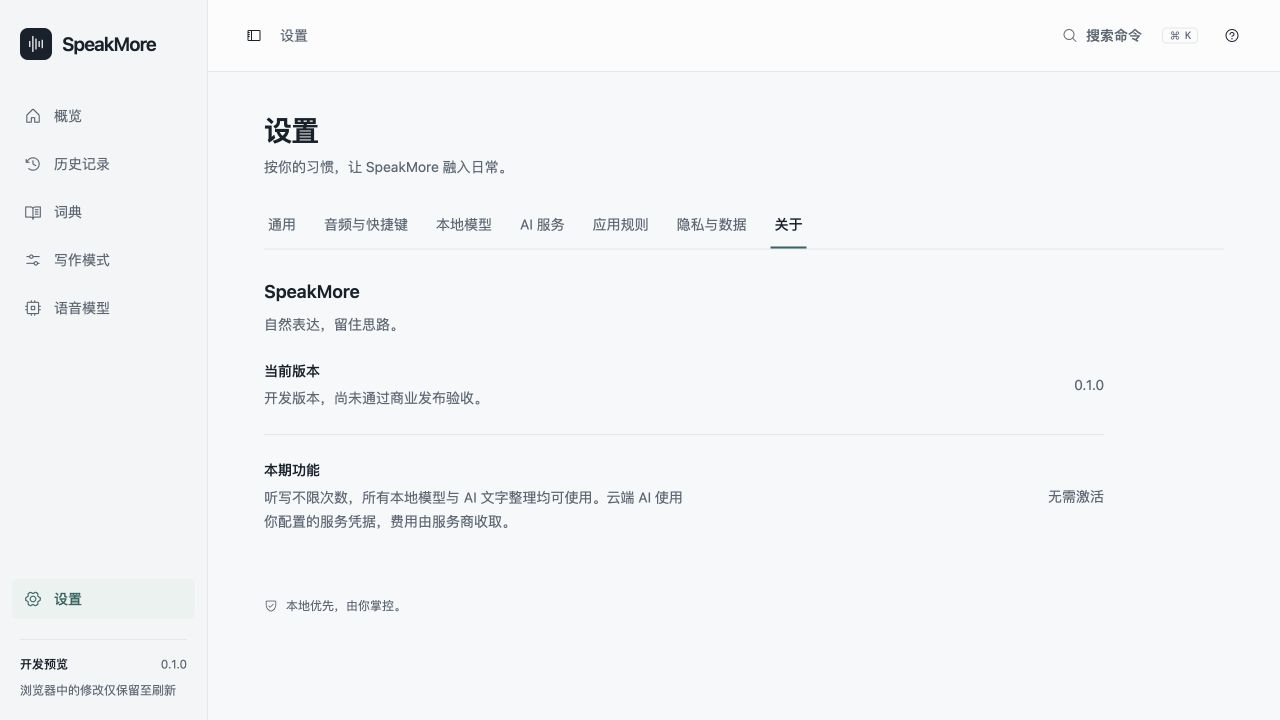 SpeakMore
概览
历史记录
词典
写作模式
语音模型
设置
开发预览 0.1.0
浏览器中的修改仅保留至刷新
设置
搜索命令 ⌘ K
设置
按你的习惯，让 SpeakMore 融入日常。
通用 音频与快捷键 本地模型 AI 服务 应用规则 隐私与数据 关于
SpeakMore
自然表达，留住思路。
当前版本
开发版本，尚未通过商业发布验收。
0.1.0
本期功能
听写不限次数，所有本地模型与 AI 文字整理均可使用。云端 AI 使用
你配置的服务凭据，费用由服务商收取。
无需激活
本地优先，由你掌控。